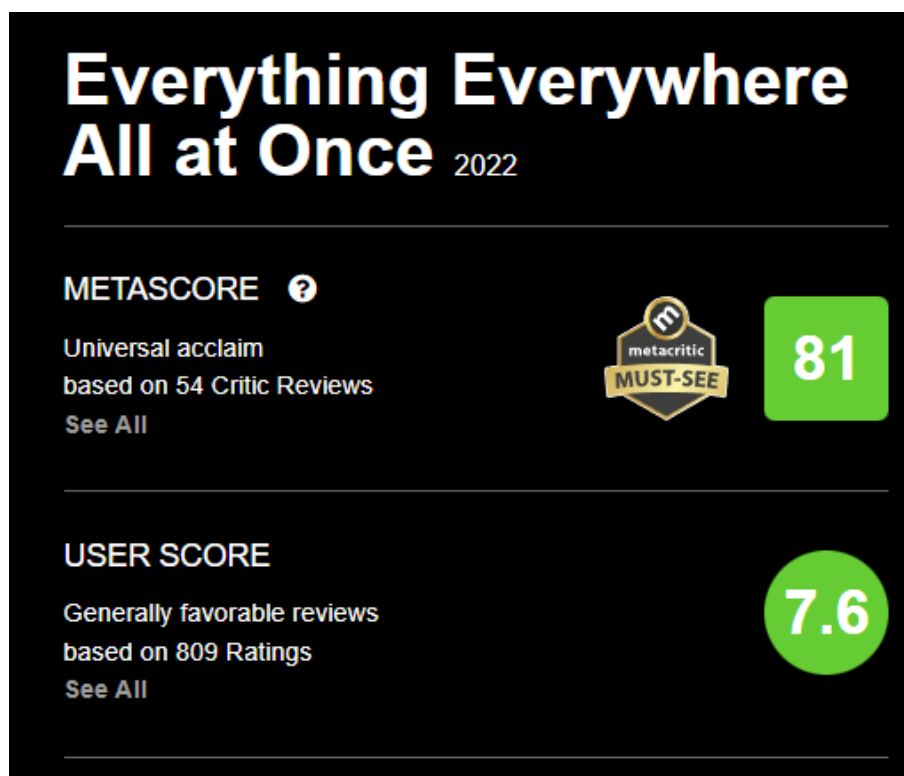 Everything Everywhere
All at Once 2022
METASCORE ?
Universal acclaim
based on 54 Critic Reviews
See All
m
metacritic
MUST-SEE
81
USER SCORE
Generally favorable reviews
based on 809 Ratings
See All
7.6